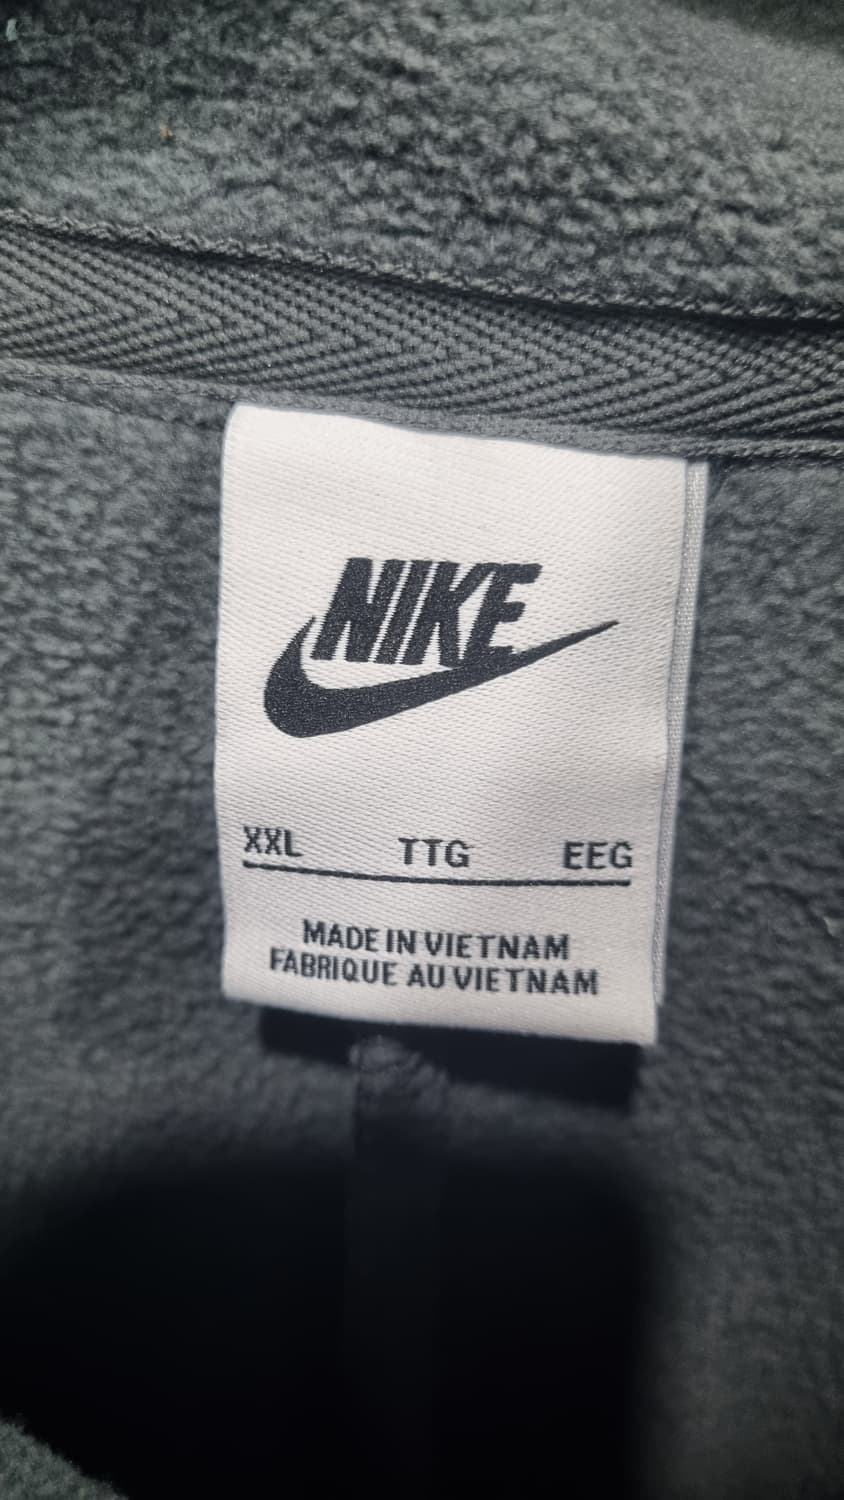 NIKE
XXL TTG EEG
MADE IN VIETNAM
FABRIQUE AU VIETNAM